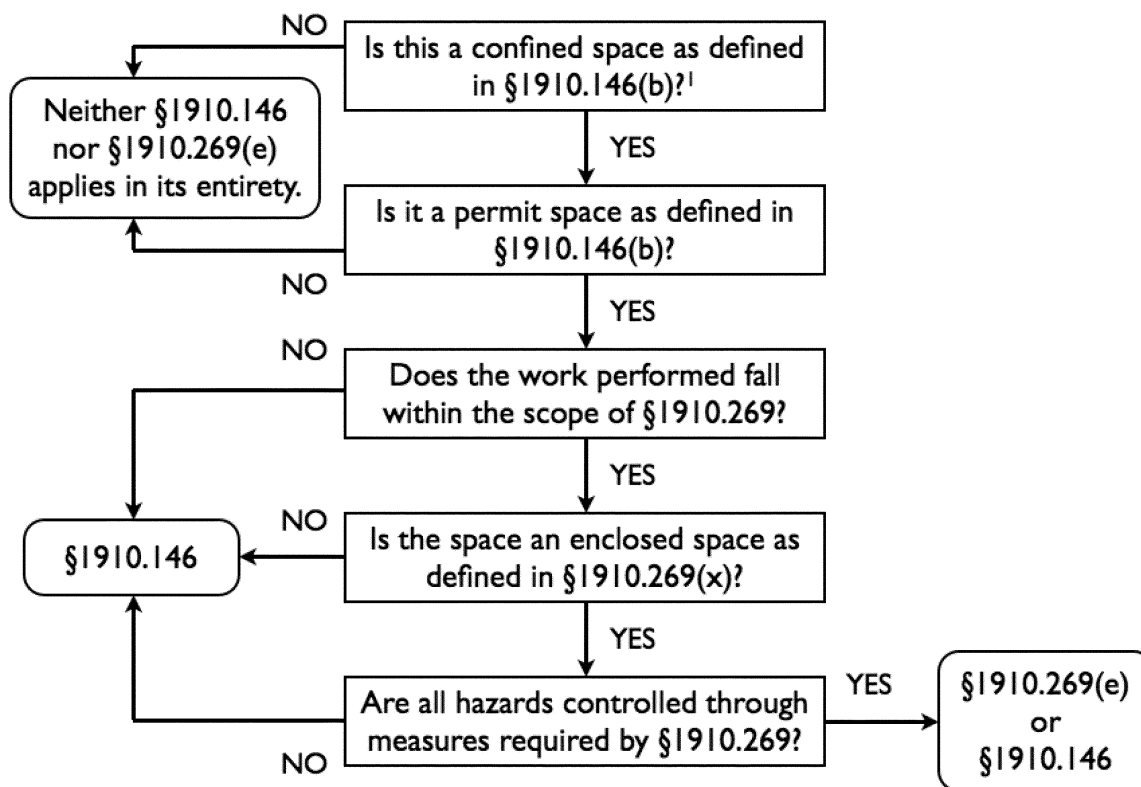 NO
Is this a confined space as defined
in §1910.146(b)?¹
Neither §1910.146
nor §1910.269(e)
applies in its entirety.
YES
Is it a permit space as defined in
§1910.146(b)?
NO
YES
NO
Does the work performed fall
within the scope of §1910.269?
YES
NO
§1910.146
Is the space an enclosed space as
defined in §1910.269(x)?
YES
Are all hazards controlled through
measures required by §1910.269?
YES
§1910.269(e)
or
§1910.146
NO